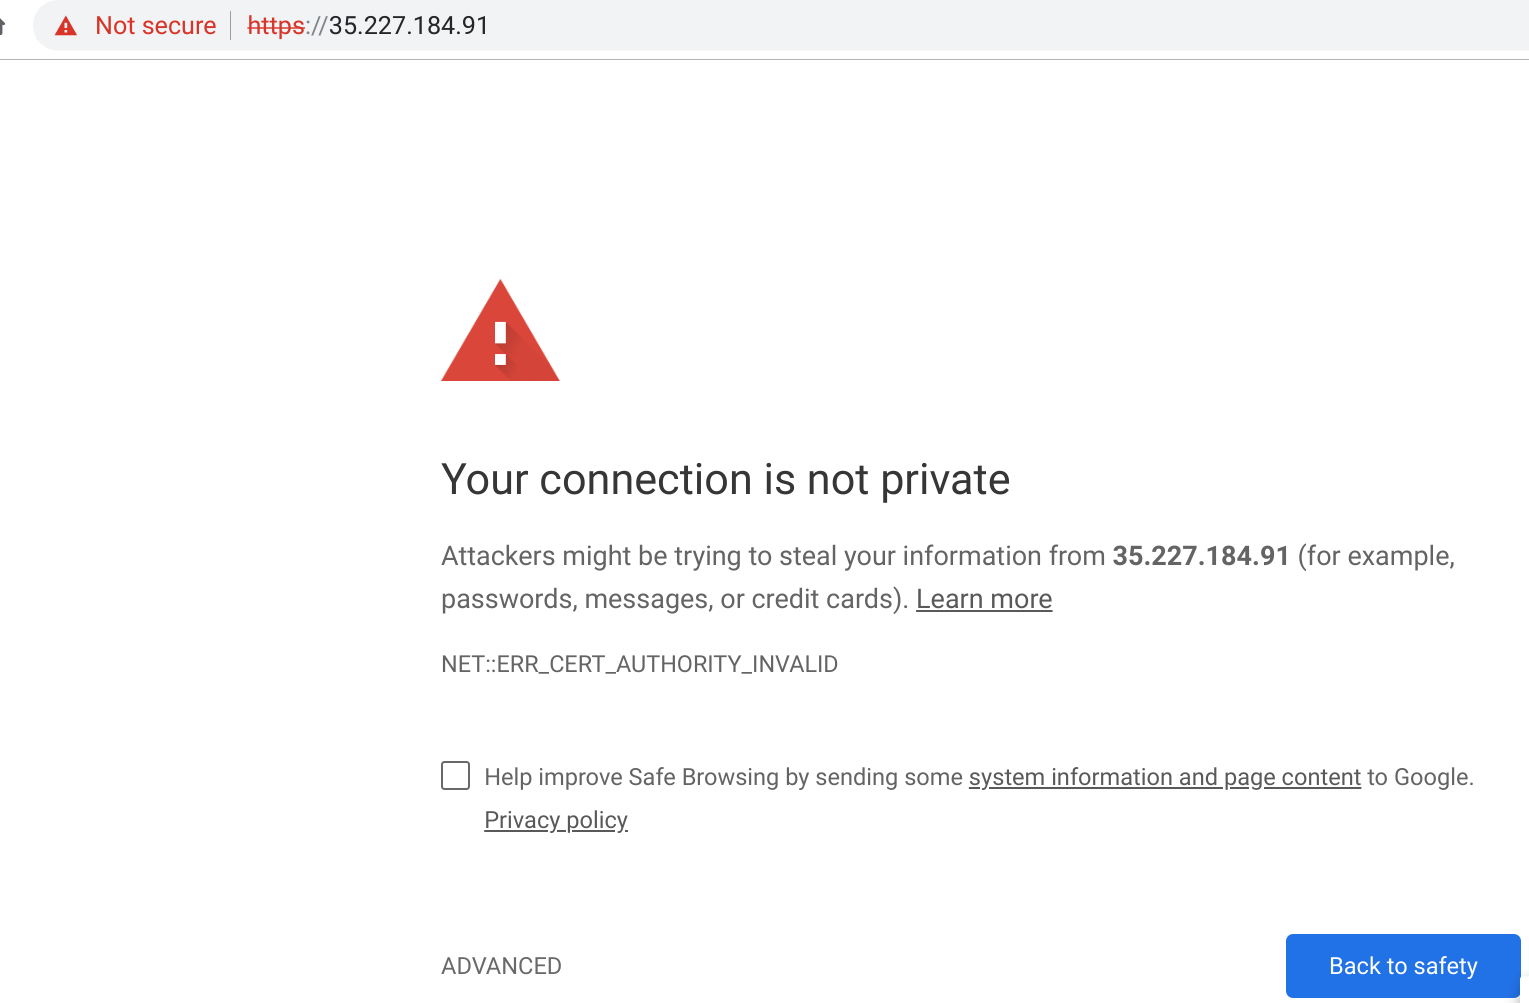 Not secure | https://35.227.184.91
Your connection is not private
Attackers might be trying to steal your information from 35.227.184.91 (for example,
passwords, messages, or credit cards). Learn more
NET::ERR_CERT_AUTHORITY_INVALID
Help improve Safe Browsing by sending some system information and page content to Google.
Privacy policy
ADVANCED
Back to safety